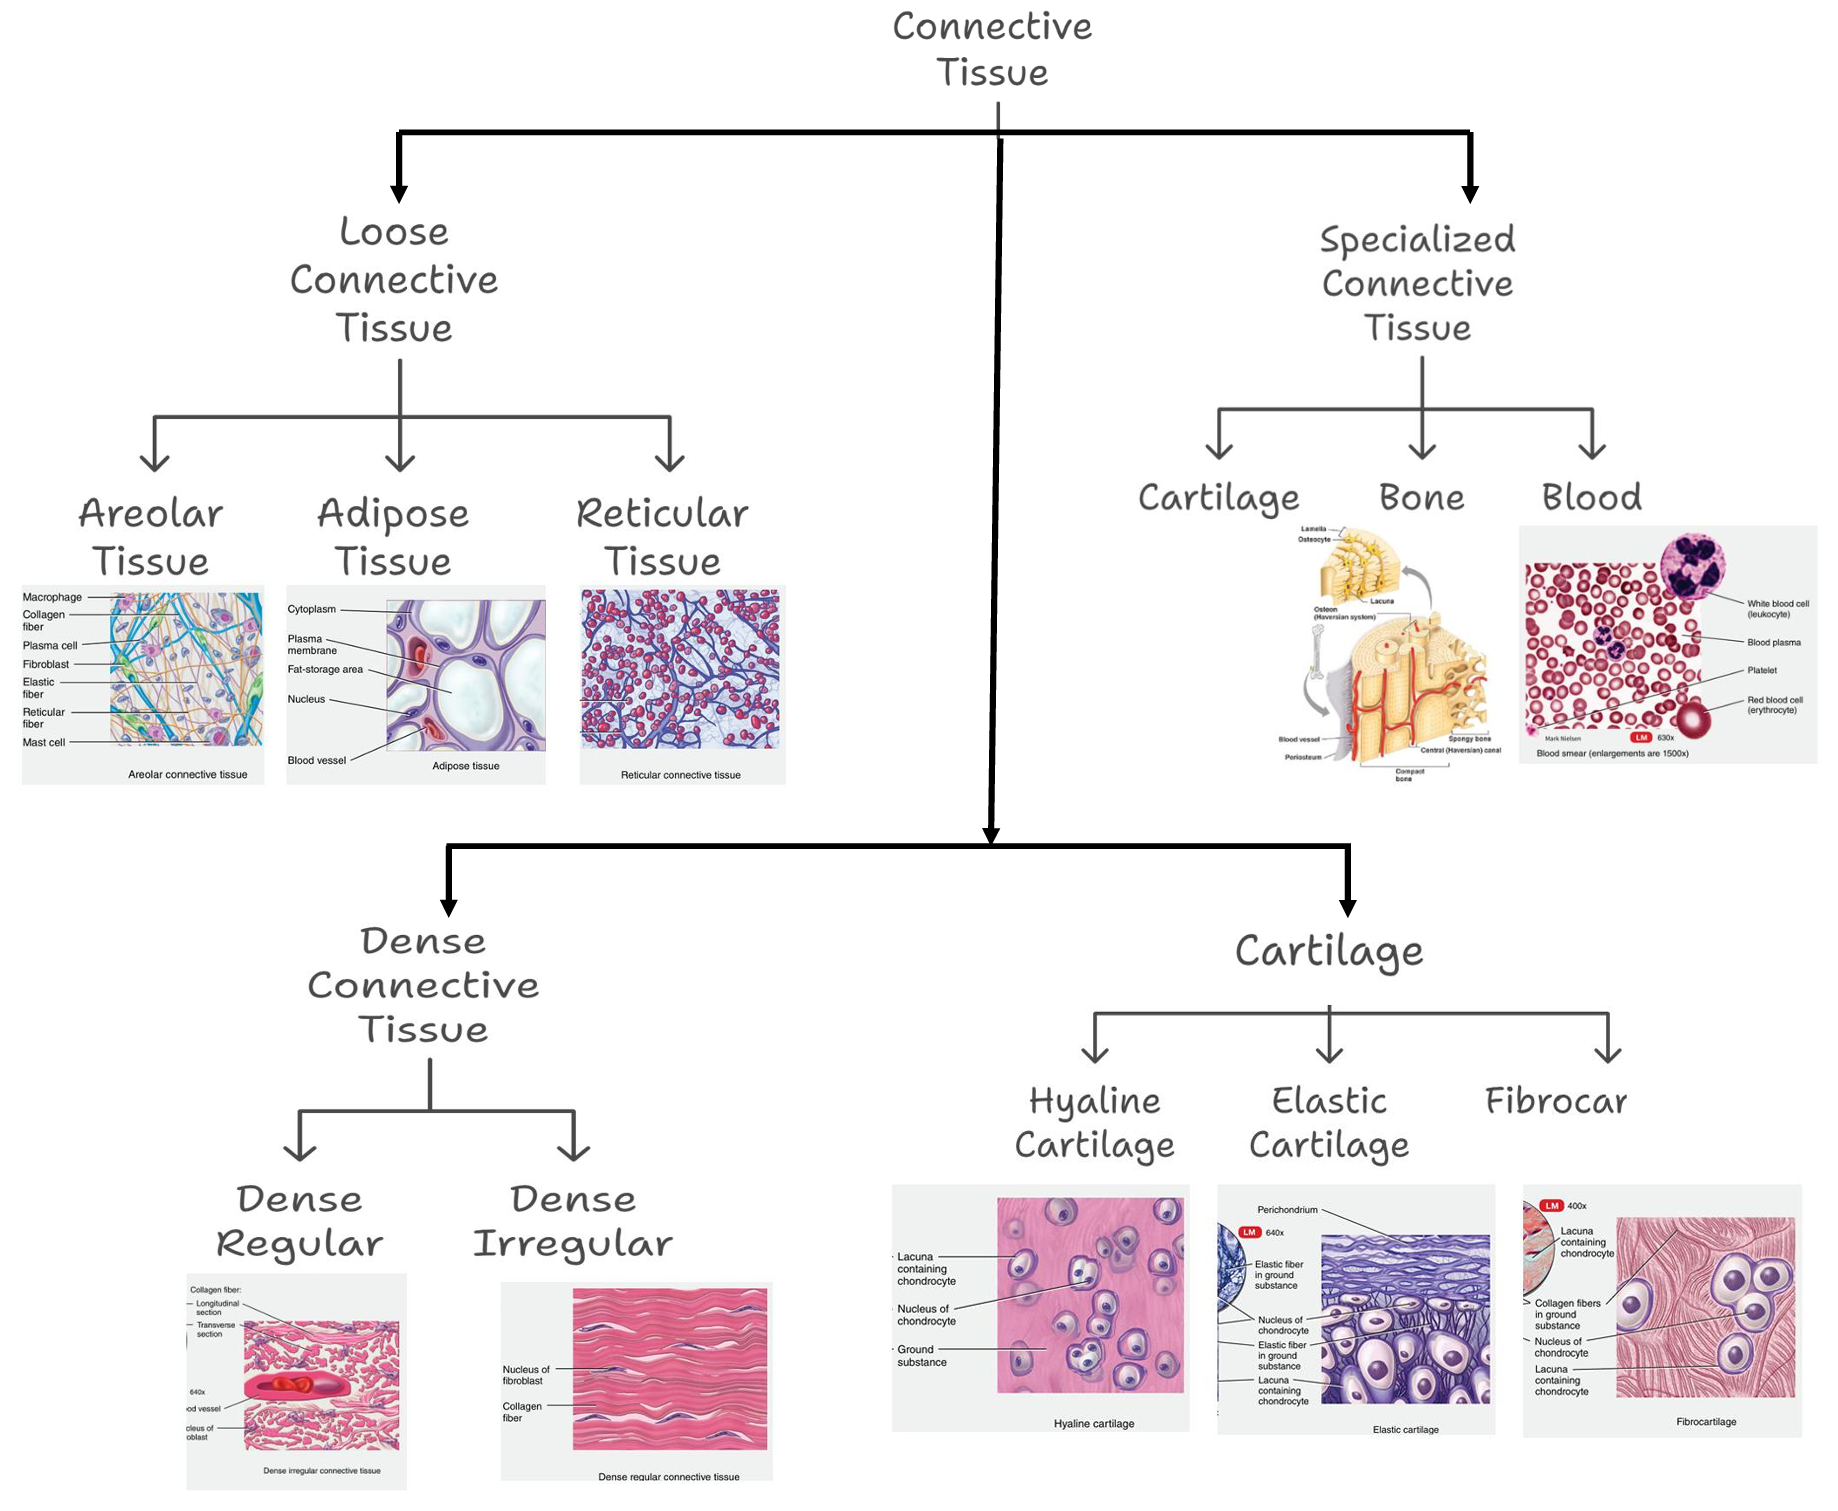 Connective
Tissue
Loose
Connective
Tissue
Specialized
Connective
Tissue
Areolar
Tissue
Adipose
Tissue
Reticular
Tissue
Cartilage
Bone
Blood
Macrophage
Collagen
fiber
Plasma cell
Fibroblast
Elastic
fiber
Reticular
fiber
Mast cell
Areolar connective tissue
Cytoplasm
Plasma
membrane
Fat-storage area
Nucleus
Blood vessel
Adipose tissue
Reticular connective tissue
Lamella
Osteocyte
Lacuna
Osteon
(Haversian system)
Blood vessel
Periosteum
Spongy bone
Central (Haversian) canal
Compact
bone
White blood cell
(leukocyte)
Blood plasma
Platelet
Red blood cell
(erythrocyte)
Mark Nielsen
LM 630x
Blood smear (enlargements are 1500x)
Dense
Connective
Tissue
Cartilage
Dense
Regular
Dense
Irregular
Hyaline
Cartilage
Elastic
Cartilage
Fibrocar
Collagen fiber:
Longitudinal
section
Transverse
section
640x
od vessel
cleus of
oblast
Dense irregular connective tissue
Nucleus of
fibroblast
Collagen
fiber
Dense regular connective tissue
Lacuna
containing
chondrocyte
Nucleus of
chondrocyte
Ground
substance
Hyaline cartilage
Perichondrium
LM 640x
Elastic fiber
in ground
substance
Nucleus of
chondrocyte
Elastic fiber
in ground
substance
Lacuna
containing
chondrocyte
Elastic cartilage
LM 400x
Lacuna
containing
chondrocyte
Collagen fibers
in ground
substance
Nucleus of
chondrocyte
Lacuna
containing
chondrocyte
Fibrocartilage